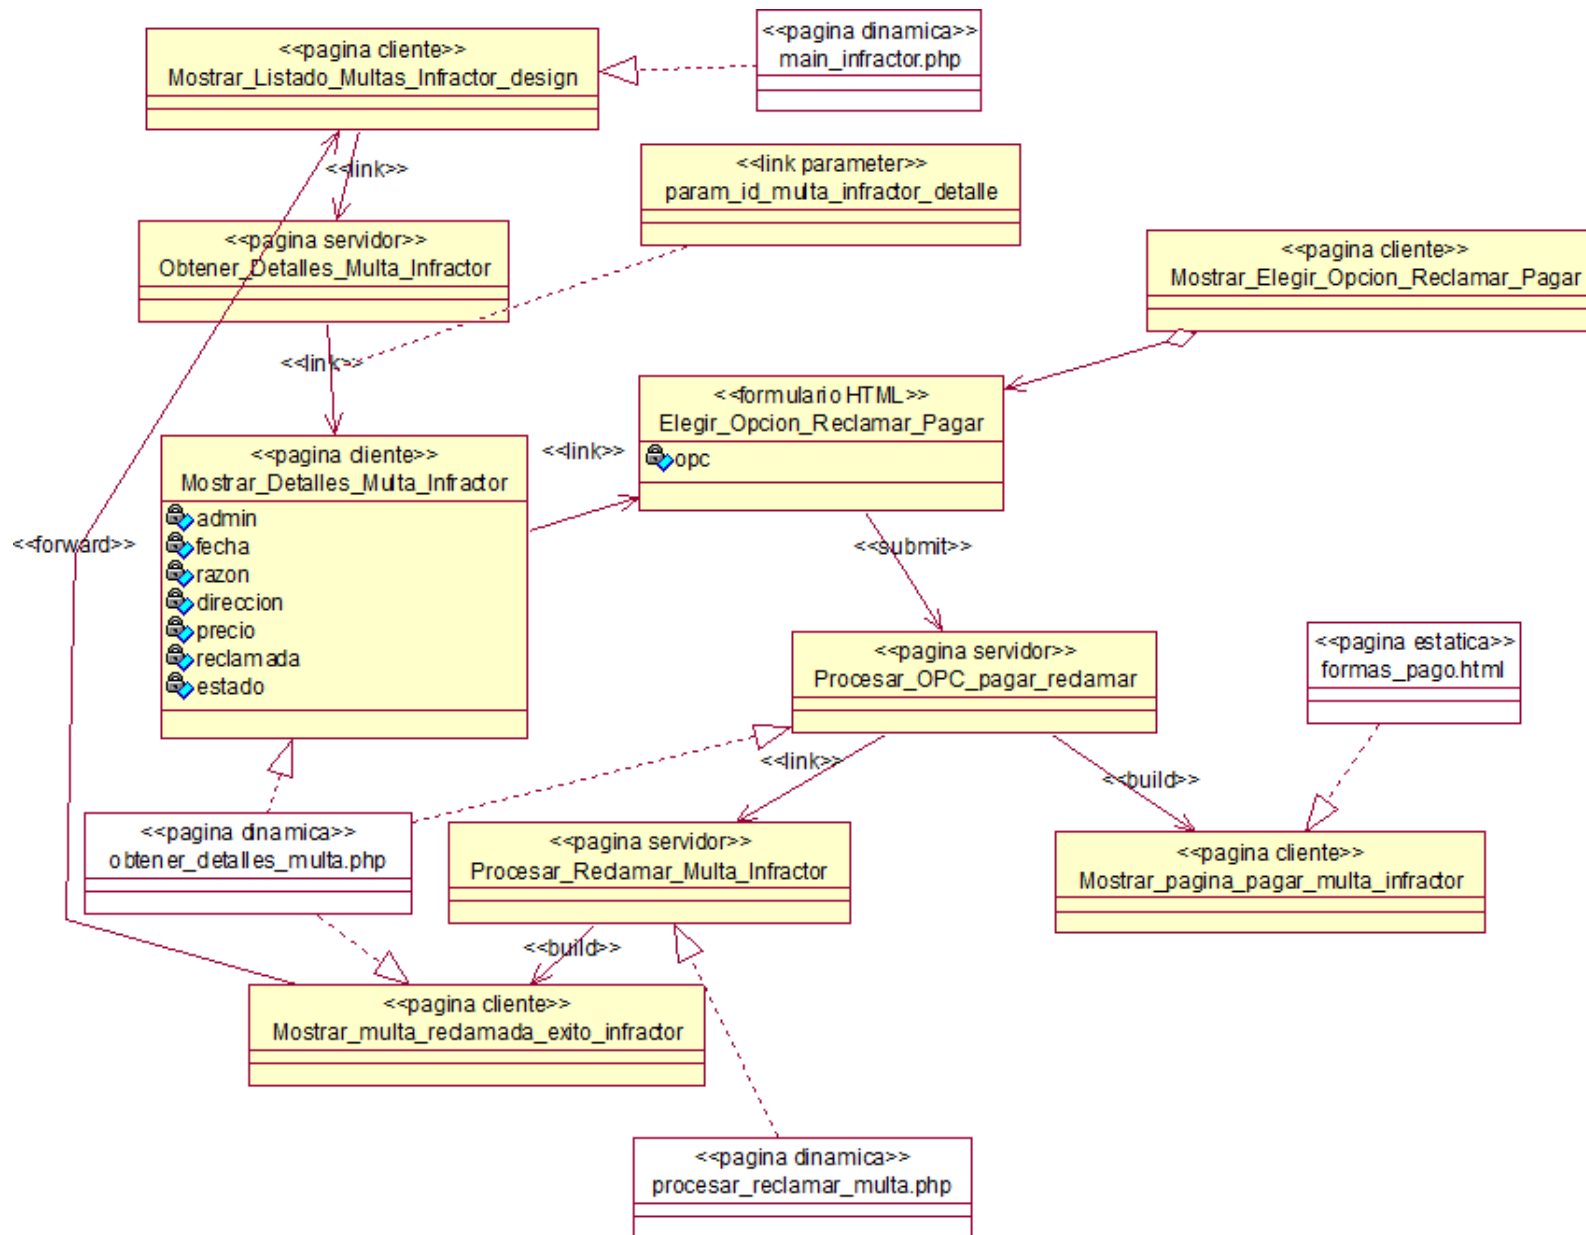 <<pagina cliente>>
Mostrar_Listado_Multas_Infractor_design
<<pagina dinamica>>
main_infractor.php
<<link>>
<<link parameter>>
param_id_multa_infractor_detalle
<<pagina servidor>>
Obtener_Detalles_Multa_Infractor
<<pagina cliente>>
Mostrar_Elegir_Opcion_Reclamar_Pagar
<<link>>
<<formulario HTML>>
Elegir_Opcion_Reclamar_Pagar
opc
<<link>>
<<pagina cliente>>
Mostrar_Detalles_Multa_Infractor
admin
fecha
razon
direccion
precio
reclamada
estado
<<forward>>
<<submit>>
<<pagina servidor>>
Procesar_OPC_pagar_reclamar
<<pagina estatica>>
formas_pago.html
<<link>>
<<build>>
<<pagina dinamica>>
obtener_detalles_multa.php
<<pagina servidor>>
Procesar_Reclamar_Multa_Infractor
<<pagina cliente>>
Mostrar_pagina_pagar_multa_infractor
<<build>>
<<pagina cliente>>
Mostrar_multa_reclamada_exito_infractor
<<pagina dinamica>>
procesar_reclamar_multa.php